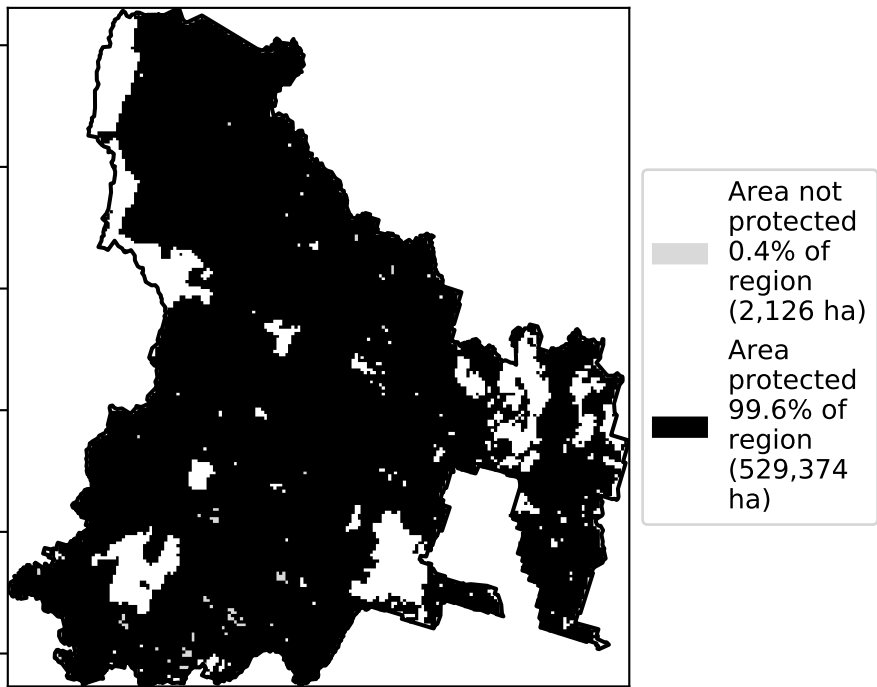 Area not
protected
0.4% of
region
(2,126 ha)
Area
protected
99.6% of
region
(529,374
ha)